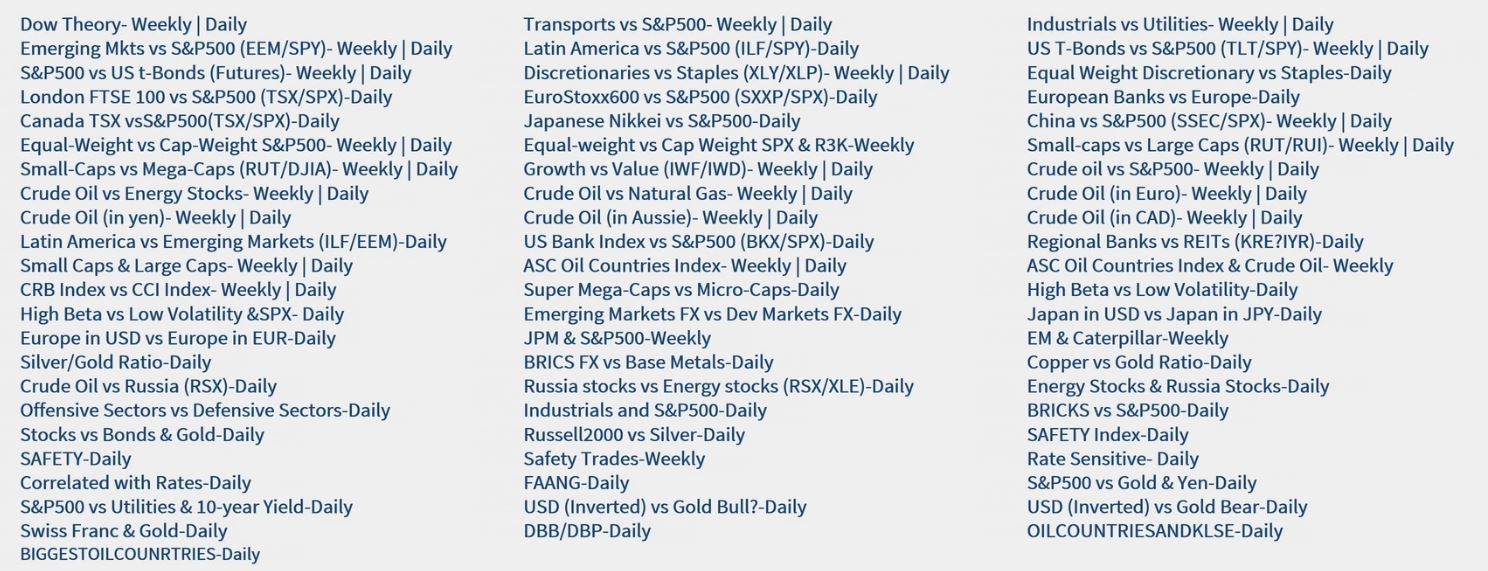 Dow Theory- Weekly | Daily
Transports vs S&P500- Weekly | Daily
Industrials vs Utilities- Weekly | Daily
Emerging Mkts vs S&P500 (EEM/SPY)- Weekly | Daily
Latin America vs S&P500 (ILF/SPY)-Daily
US T-Bonds vs S&P500 (TLT/SPY)- Weekly | Daily
S&P500 vs US t-Bonds (Futures)- Weekly | Daily
Discretionaries vs Staples (XLY/XLP)- Weekly | Daily
Equal Weight Discretionary vs Staples-Daily
London FTSE 100 vs S&P500 (TSX/SPX)-Daily
EuroStoxx600 vs S&P500 (SXXP/SPX)-Daily
European Banks vs Europe-Daily
Canada TSX vsS&P500(TSX/SPX)-Daily
Japanese Nikkei vs S&P500-Daily
China vs S&P500 (SSEC/SPX)- Weekly | Daily
Equal-Weight vs Cap-Weight S&P500- Weekly | Daily
Equal-weight vs Cap Weight SPX & R3K-Weekly
Small-caps vs Large Caps (RUT/RUI)- Weekly | Daily
Small-Caps vs Mega-Caps (RUT/DJIA)- Weekly | Daily
Growth vs Value (IWF/IWD)- Weekly | Daily
Crude oil vs S&P500- Weekly | Daily
Crude Oil vs Energy Stocks- Weekly | Daily
Crude Oil vs Natural Gas- Weekly | Daily
Crude Oil (in Euro)- Weekly | Daily
Crude Oil (in yen)- Weekly | Daily
Crude Oil (in Aussie)- Weekly | Daily
Crude Oil (in CAD)- Weekly | Daily
Latin America vs Emerging Markets (ILF/EEM)-Daily
US Bank Index vs S&P500 (BKX/SPX)-Daily
Regional Banks vs REITs (KRE?IYR)-Daily
Small Caps & Large Caps- Weekly | Daily
ASC Oil Countries Index- Weekly | Daily
ASC Oil Countries Index & Crude Oil- Weekly
CRB Index vs CCI Index- Weekly | Daily
Super Mega-Caps vs Micro-Caps-Daily
High Beta vs Low Volatility-Daily
High Beta vs Low Volatility &SPX- Daily
Emerging Markets FX vs Dev Markets FX-Daily
Japan in USD vs Japan in JPY-Daily
Europe in USD vs Europe in EUR-Daily
JPM & S&P500-Weekly
EM & Caterpillar-Weekly
Silver/Gold Ratio-Daily
BRICS FX vs Base Metals-Daily
Copper vs Gold Ratio-Daily
Crude Oil vs Russia (RSX)-Daily
Russia stocks vs Energy stocks (RSX/XLE)-Daily
Energy Stocks & Russia Stocks-Daily
Offensive Sectors vs Defensive Sectors-Daily
Industrials and S&P500-Daily
BRICKS vs S&P500-Daily
Stocks vs Bonds & Gold-Daily
Russell2000 vs Silver-Daily
SAFETY Index-Daily
SAFETY-Daily
Safety Trades-Weekly
Rate Sensitive- Daily
Correlated with Rates-Daily
FAANG-Daily
S&P500 vs Gold & Yen-Daily
S&P500 vs Utilities & 10-year Yield-Daily
USD (Inverted) vs Gold Bull?-Daily
USD (Inverted) vs Gold Bear-Daily
Swiss Franc & Gold-Daily
DBB/DBP-Daily
OILCOUNTRIESANDKLSE-Daily
BIGGESTOILCOUNRTRIES-Daily